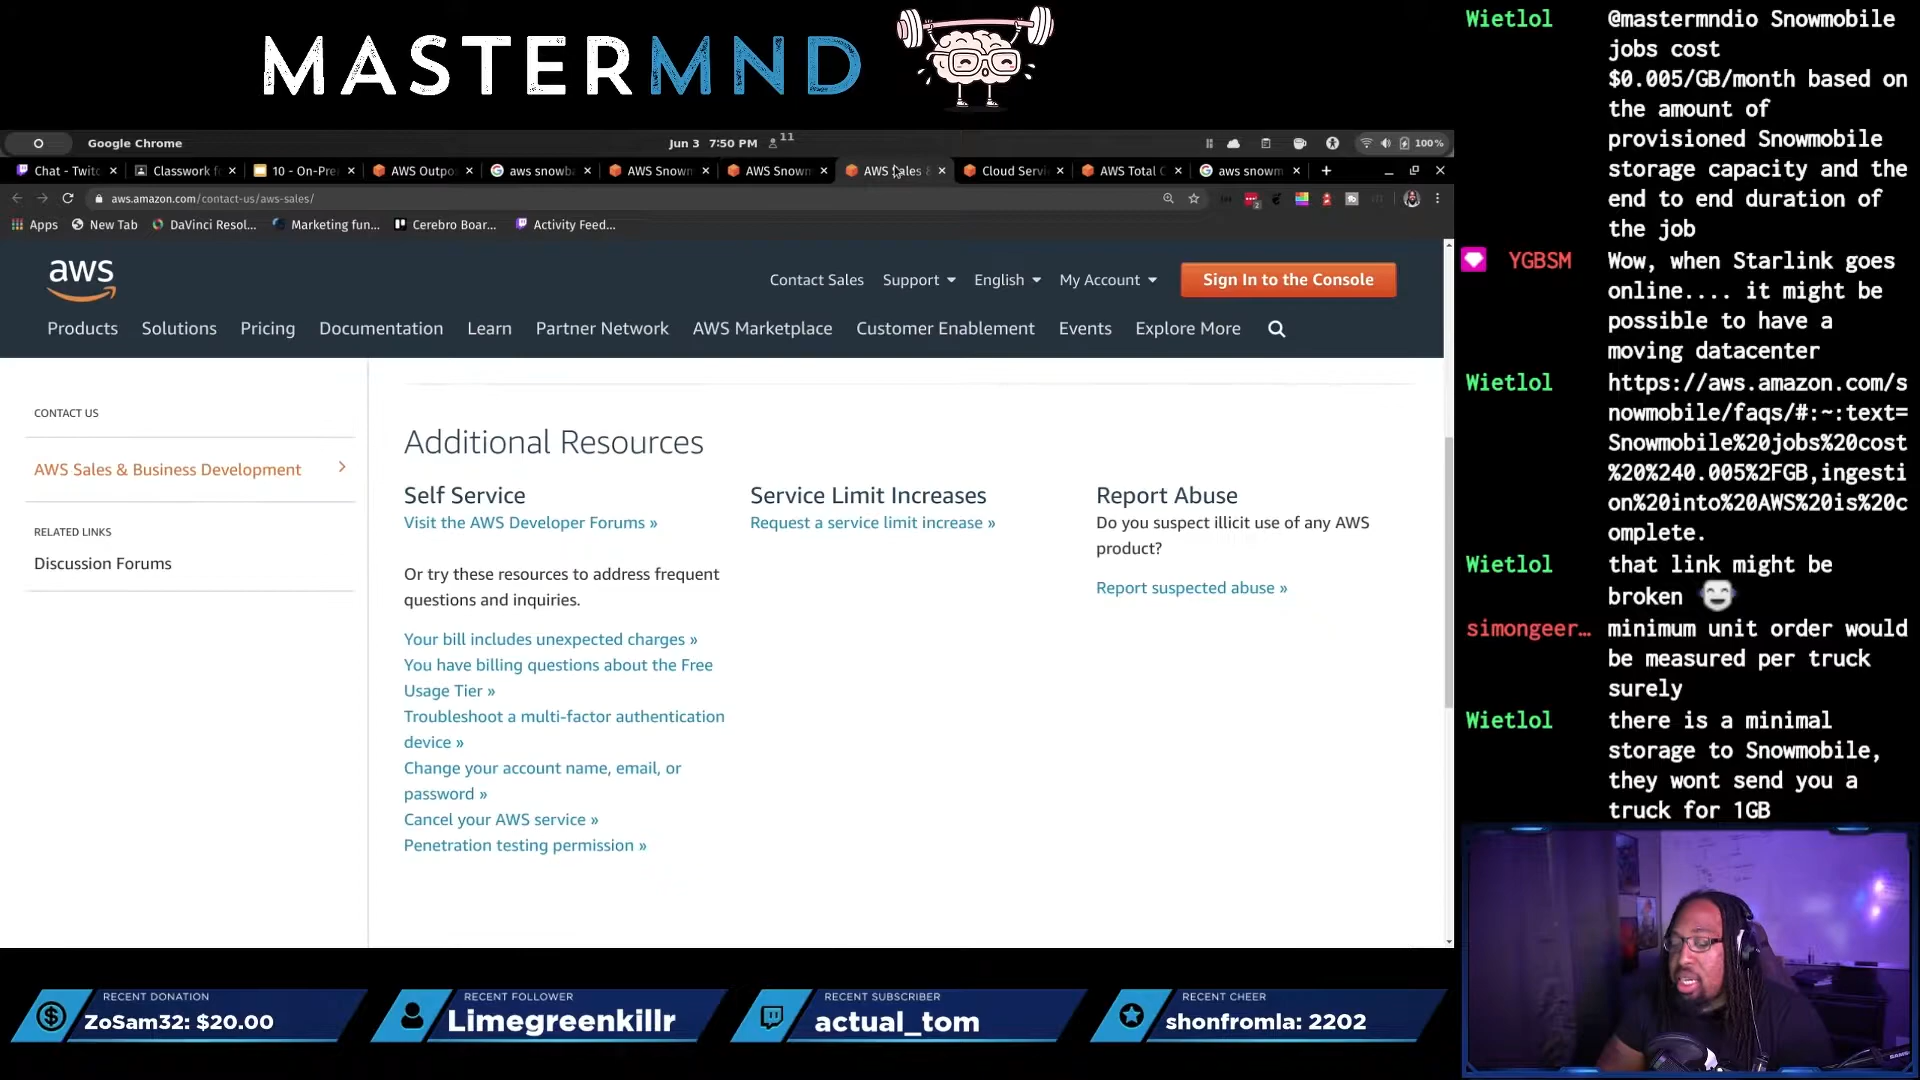 MASTERMND
Google Chrome
Jun 3 7:50 PM
11
100%
Chat - Twitc
Classwork f
10 - On-Pre
AWS Outpo
aws snowb
AWS Snow
AWS Snow
AWS Sales
Cloud Servi
AWS Total C
aws snow
aws.amazon.com/contact-us/aws-sales/
Apps
New Tab
DaVinci Resol...
Marketing fun...
Cerebro Boar...
Activity Feed...
aws
Contact Sales
Support
English
My Account
Sign In to the Console
Products
Solutions
Pricing
Documentation
Learn
Partner Network
AWS Marketplace
Customer Enablement
Events
Explore More
CONTACT US
AWS Sales & Business Development
RELATED LINKS
Discussion Forums
Additional Resources
Self Service
Visit the AWS Developer Forums »
Or try these resources to address frequent
questions and inquiries.
Your bill includes unexpected charges »
You have billing questions about the Free
Usage Tier »
Troubleshoot a multi-factor authentication
device »
Change your account name, email, or
password »
Cancel your AWS service »
Penetration testing permission »
Service Limit Increases
Request a service limit increase »
Report Abuse
Do you suspect illicit use of any AWS
product?
Report suspected abuse »
Wietlol @mastermndio Snowmobile
jobs cost
$0.005/GB/month based on
the amount of
provisioned Snowmobile
storage capacity and the
end to end duration of
the job
YGBSM Wow, when Starlink goes
online.... it might be
possible to have a
moving datacenter
Wietlol https://aws.amazon.com/s
nowmobile/faqs/#:~:text=
Snowmobile%20jobs%20cost
%20%240.005%2FGB,ingesti
on%20into%20AWS%20is%20c
omplete.
Wietlol that link might be
broken
simongeer… minimum unit order would
be measured per truck
surely
Wietlol there is a minimal
storage to Snowmobile,
they wont send you a
truck for 1GB
RECENT DONATION
ZoSam32: $20.00
RECENT FOLLOWER
Limegreenkillr
RECENT SUBSCRIBER
actual_tom
RECENT CHEER
shonfromla: 2202